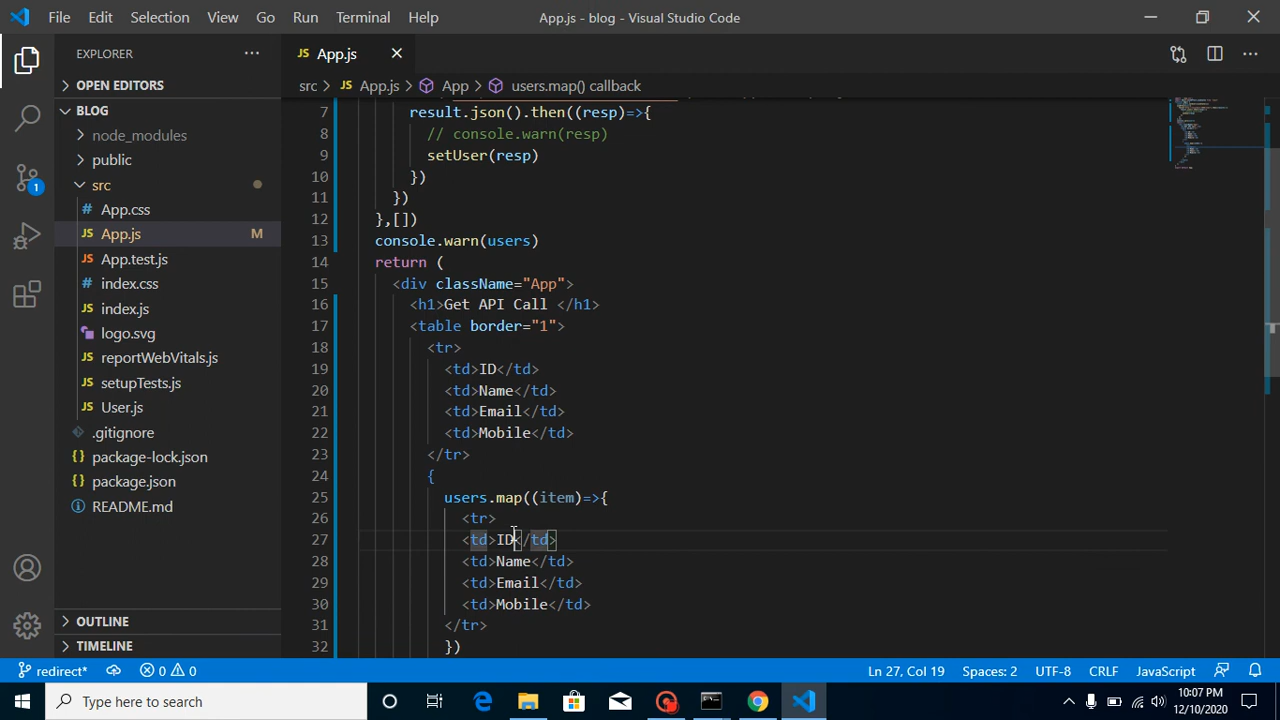 File Edit Selection View Go Run Terminal Help App.js - blog - Visual Studio Code
EXPLORER
JS App.js
OPEN EDITORS
src > JS App.js > App > users.map() callback
BLOG
node_modules
public
src
App.css
JS App.js M
App.test.js
index.css
JS index.js
logo.svg
JS reportWebVitals.js
JS setupTests.js
JS User.js
.gitignore
{} package-lock.json
{} package.json
README.md
OUTLINE
TIMELINE
1
7 result.json().then((resp)=>{
8 // console.warn(resp)
9 setUser(resp)
10 })
11 })
12 },[])
13 console.warn(users)
14 return (
15 <div className="App">
16 <h1>Get API Call </h1>
17 <table border="1">
18 <tr>
19 <td>ID</td>
20 <td>Name</td>
21 <td>Email</td>
22 <td>Mobile</td>
23 </tr>
24 {
25 users.map((item)=>{
26 <tr>
27 <td>ID</td>
28 <td>Name</td>
29 <td>Email</td>
30 <td>Mobile</td>
31 </tr>
32 })
redirect* 0 0 Ln 27, Col 19 Spaces: 2 UTF-8 CRLF JavaScript
Type here to search
10:07 PM
12/10/2020